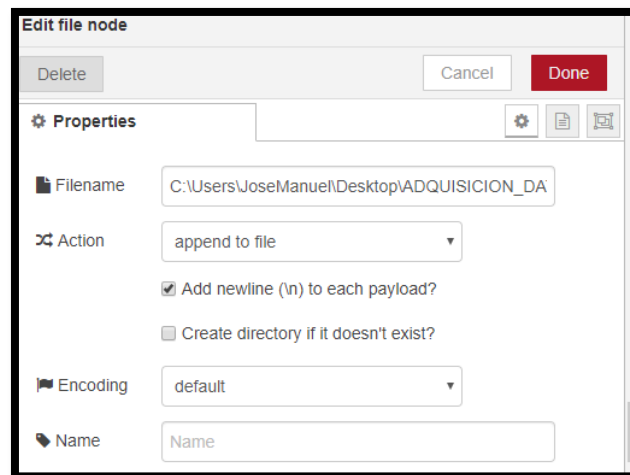 Edit file node
Delete Cancel Done
Properties
Filename C:\Users\JoseManuel\Desktop\ADQUISICION_DA
Action append to file
Add newline (\n) to each payload?
Create directory if it doesn't exist?
Encoding default
Name Name